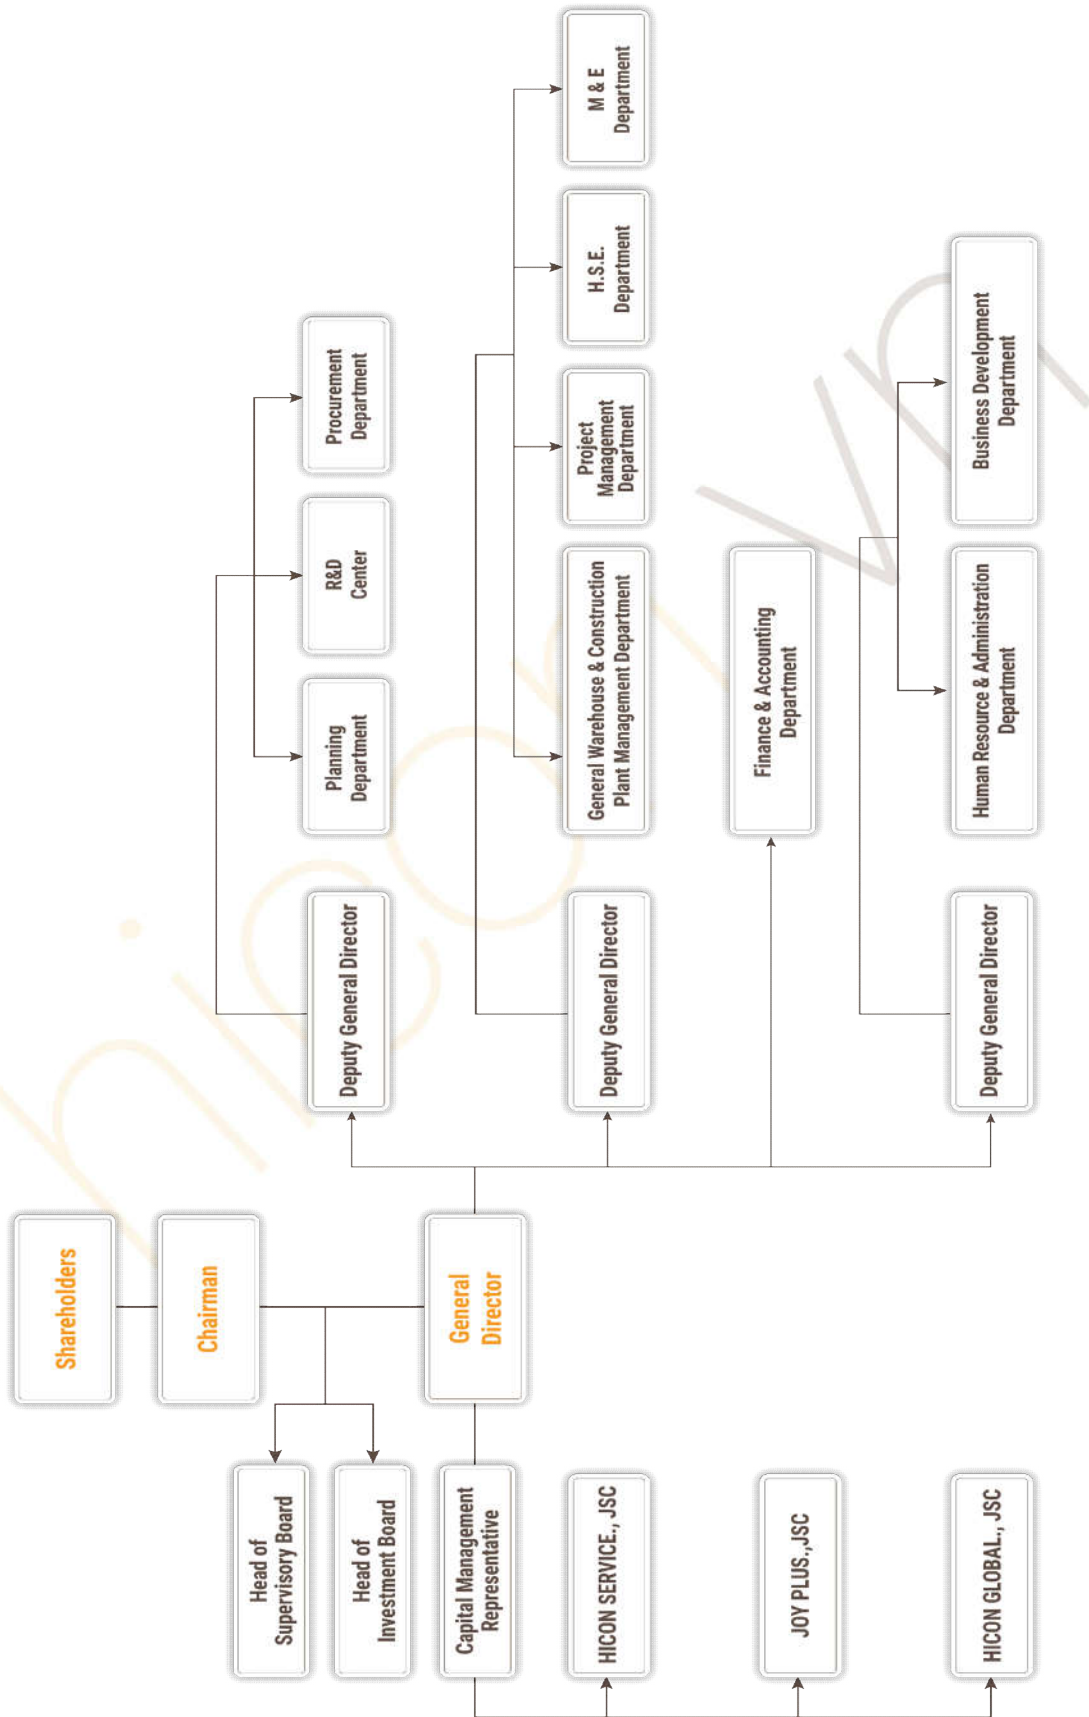 Shareholders
Chairman
General
Director
Head of
Supervisory Board
Head of
Investment Board
Capital Management
Representative
HICON SERVICE., JSC
JOY PLUS.,JSC
HICON GLOBAL., JSC
Deputy General Director
Planning
Department
R&D
Center
Procurement
Department
Deputy General Director
General Warehouse & Construction
Plant Management Department
Project
Management
Department
H.S.E.
Department
M & E
Department
Finance & Accounting
Department
Deputy General Director
Human Resource & Administration
Department
Business Development
Department
hicon vn